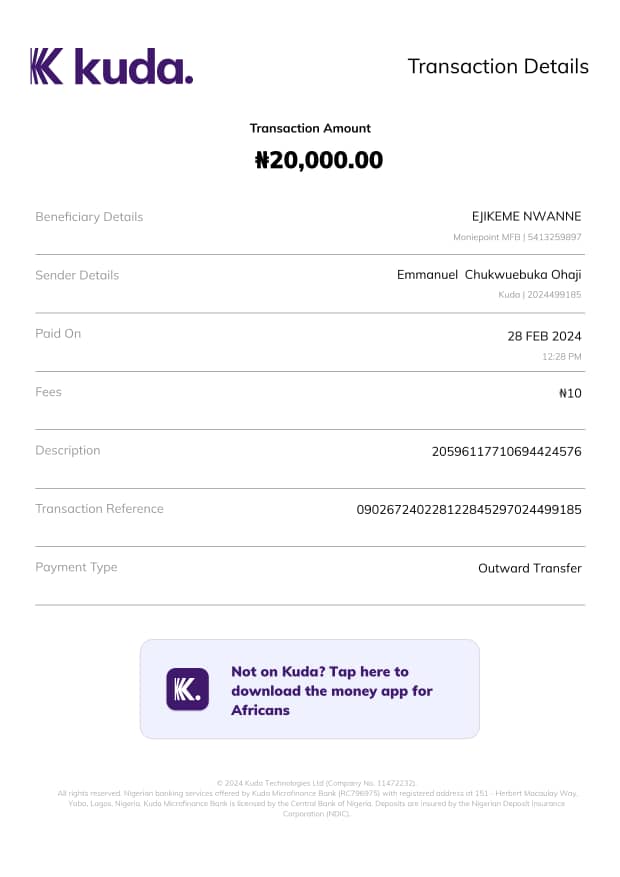 kuda.
Transaction Details
Transaction Amount
₦20,000.00
Beneficiary Details
EJIKEME NWANNE
Moniepoint MFB | 5413259897
Sender Details
Emmanuel  Chukwuebuka Ohaji
Kuda | 2024499185
Paid On
28 FEB 2024
12:28 PM
Fees
₦10
Description
20596117710694424576
Transaction Reference
090267240228122845297024499185
Payment Type
Outward Transfer
K.
Not on Kuda? Tap here to
download the money app for
Africans
© 2024 Kuda Technologies Ltd (Company No. 11472232).
All rights reserved. Nigerian banking services offered by Kuda Microfinance Bank (RC796975) with registered address at 151 - Herbert Macaulay Way,
Yaba, Lagos, Nigeria. Kuda Microfinance Bank is licensed by the Central Bank of Nigeria. Deposits are insured by the Nigerian Deposit Insurance
Corporation (NDIC).